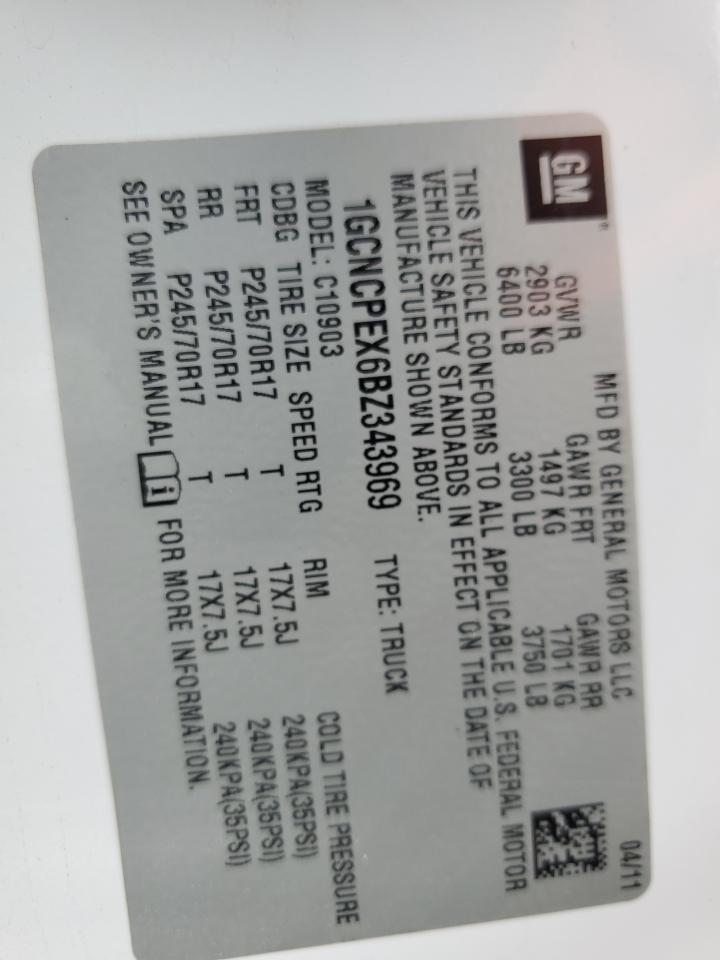 GM®
MFD BY GENERAL MOTORS LLC 04/11
GVWR GAWR FRT GAWR RR
2903 KG 1497 KG 1701 KG
6400 LB 3300 LB 3750 LB
THIS VEHICLE CONFORMS TO ALL APPLICABLE U.S. FEDERAL MOTOR
VEHICLE SAFETY STANDARDS IN EFFECT ON THE DATE OF
MANUFACTURE SHOWN ABOVE.
1GCNCPEX6BZ343969 TYPE: TRUCK
MODEL: C10903
CDBG TIRE SIZE SPEED RTG RIM COLD TIRE PRESSURE
FRT P245/70R17 T 17X7.5J 240KPA(35PSI)
RR P245/70R17 T 17X7.5J 240KPA(35PSI)
SPA P245/70R17 T 17X7.5J 240KPA(35PSI)
SEE OWNER'S MANUAL i FOR MORE INFORMATION.